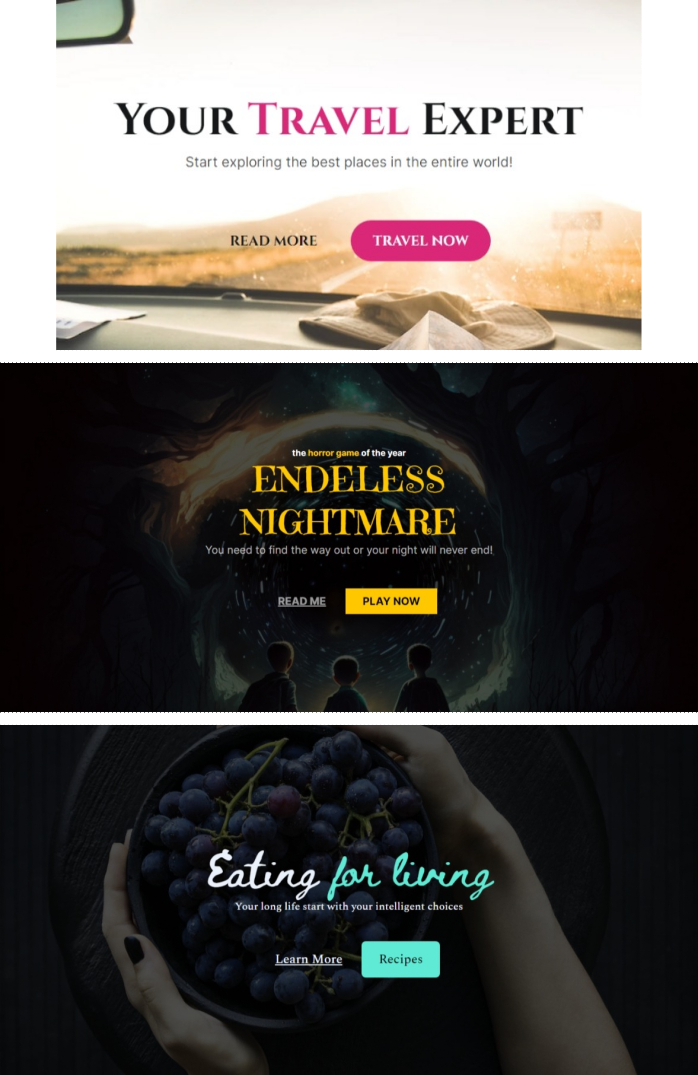 YOUR TRAVEL EXPERT
Start exploring the best places in the entire world!
READ MORE TRAVEL NOW
the horror game of the year
ENDELESS
NIGHTMARE
You need to find the way out or your night will never end!
READ ME PLAY NOW
Eating for living
Your long life start with your intelligent choices
Learn More Recipes